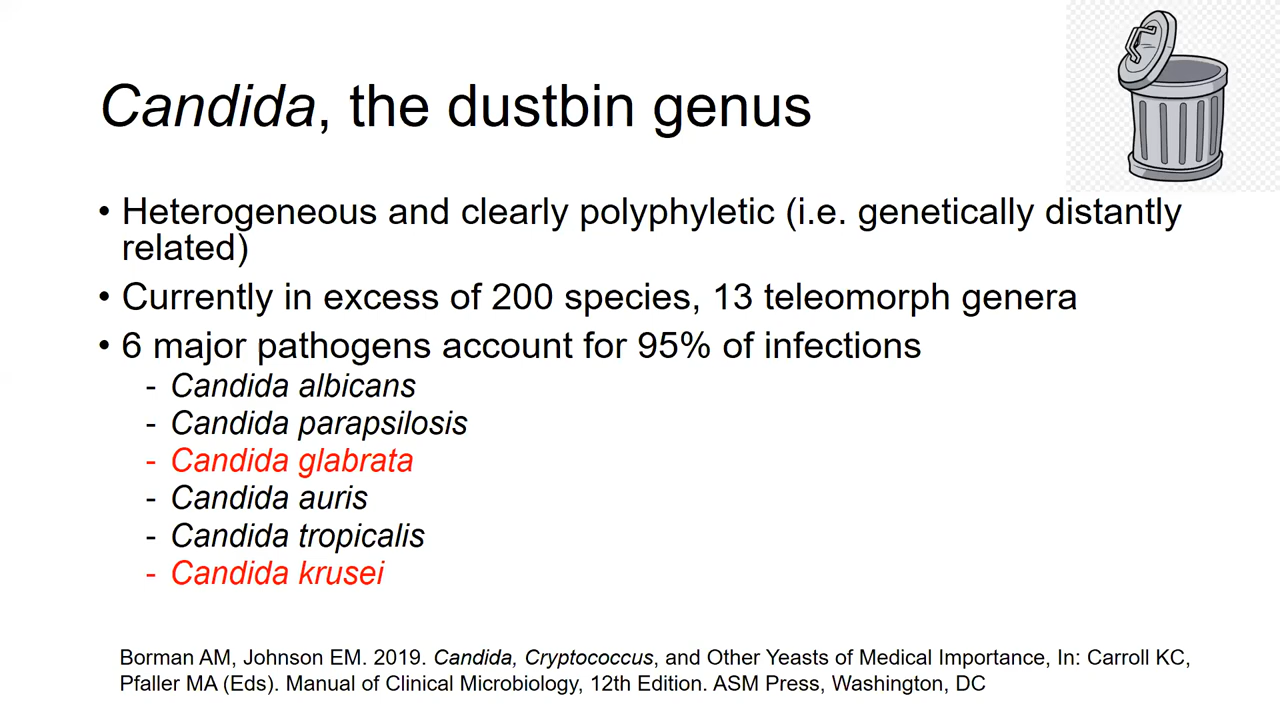 Candida, the dustbin genus
• Heterogeneous and clearly polyphyletic (i.e. genetically distantly
related)
• Currently in excess of 200 species, 13 teleomorph genera
• 6 major pathogens account for 95% of infections
- Candida albicans
- Candida parapsilosis
- Candida glabrata
- Candida auris
- Candida tropicalis
- Candida krusei
Borman AM, Johnson EM. 2019. Candida, Cryptococcus, and Other Yeasts of Medical Importance, In: Carroll KC,
Pfaller MA (Eds). Manual of Clinical Microbiology, 12th Edition. ASM Press, Washington, DC